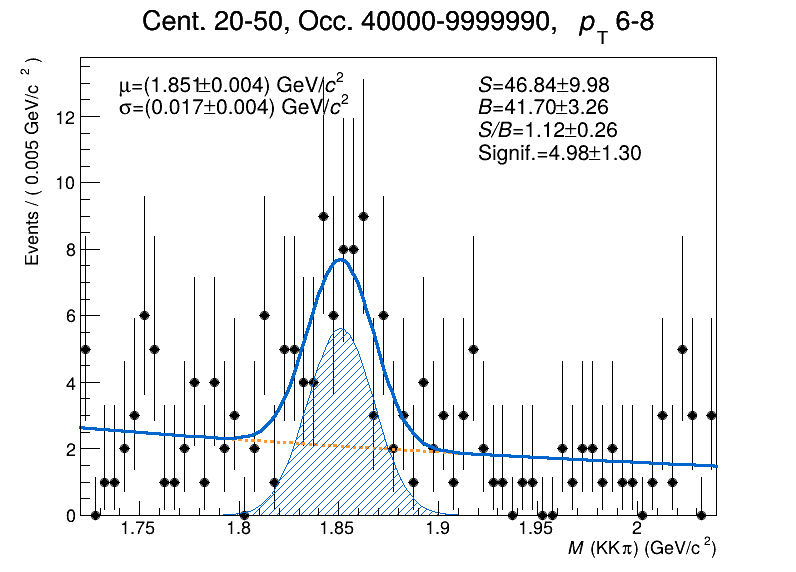 Cent. 20-50, Occ. 40000-9999990, pT 6-8
Events / ( 0.005 GeV/c 2 )
μ=(1.851±0.004) GeV/c2
σ=(0.017±0.004) GeV/c2
S=46.84±9.98
B=41.70±3.26
S/B=1.12±0.26
Signif.=4.98±1.30
12
10
8
6
4
2
0
1.75 1.8 1.85 1.9 1.95 2
M (KKπ) (GeV/c2)